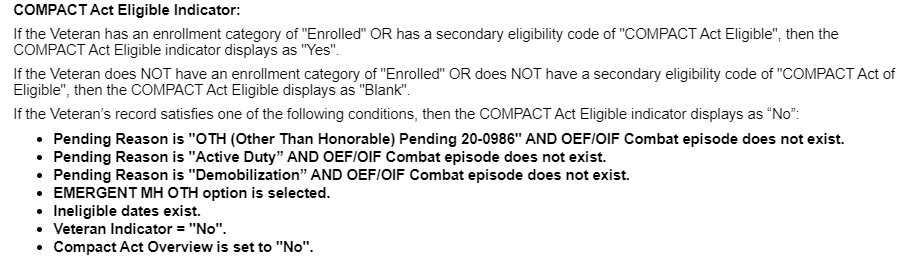 COMPACT Act Eligible Indicator:
If the Veteran has an enrollment category of "Enrolled" OR has a secondary eligibility code of "COMPACT Act Eligible", then the
COMPACT Act Eligible indicator displays as "Yes".
If the Veteran does NOT have an enrollment category of "Enrolled" OR does NOT have a secondary eligibility code of "COMPACT Act of
Eligible", then the COMPACT Act Eligible displays as "Blank".
If the Veteran's record satisfies one of the following conditions, then the COMPACT Act Eligible indicator displays as “No”:
• Pending Reason is "OTH (Other Than Honorable) Pending 20-0986" AND OEF/OIF Combat episode does not exist.
• Pending Reason is "Active Duty” AND OEF/OIF Combat episode does not exist.
• Pending Reason is "Demobilization” AND OEF/OIF Combat episode does not exist.
• EMERGENT MH OTH option is selected.
• Ineligible dates exist.
• Veteran Indicator = "No".
• Compact Act Overview is set to "No".